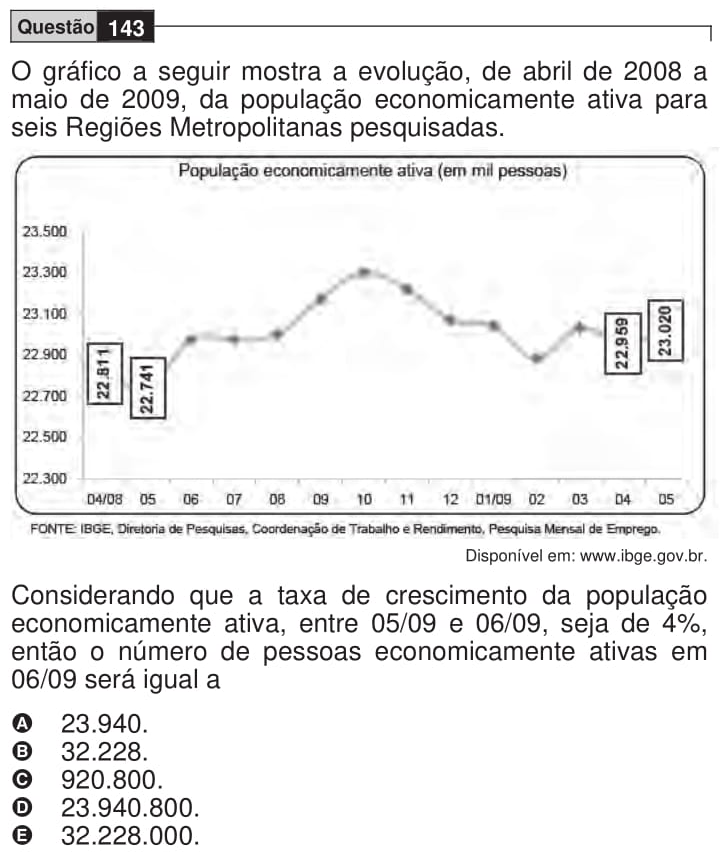 Questão 143
O gráfico a seguir mostra a evolução, de abril de 2008 a
maio de 2009, da população economicamente ativa para
seis Regiões Metropolitanas pesquisadas.
População economicamente ativa (em mil pessoas)
23.500
23.300
23.100
22.900
22.700
22.500
22.300
22.811
22.741
22.959
23.020
04/08 05 06 07 08 09 10 11 12 01/09 02 03 04 05
FONTE: IBGE, Diretoria de Pesquisas, Coordenação de Trabalho e Rendimento, Pesquisa Mensal de Emprego.
Disponível em: www.ibge.gov.br.
Considerando que a taxa de crescimento da população
economicamente ativa, entre 05/09 e 06/09, seja de 4%,
então o número de pessoas economicamente ativas em
06/09 será igual a
A 23.940.
B 32.228.
C 920.800.
D 23.940.800.
E 32.228.000.